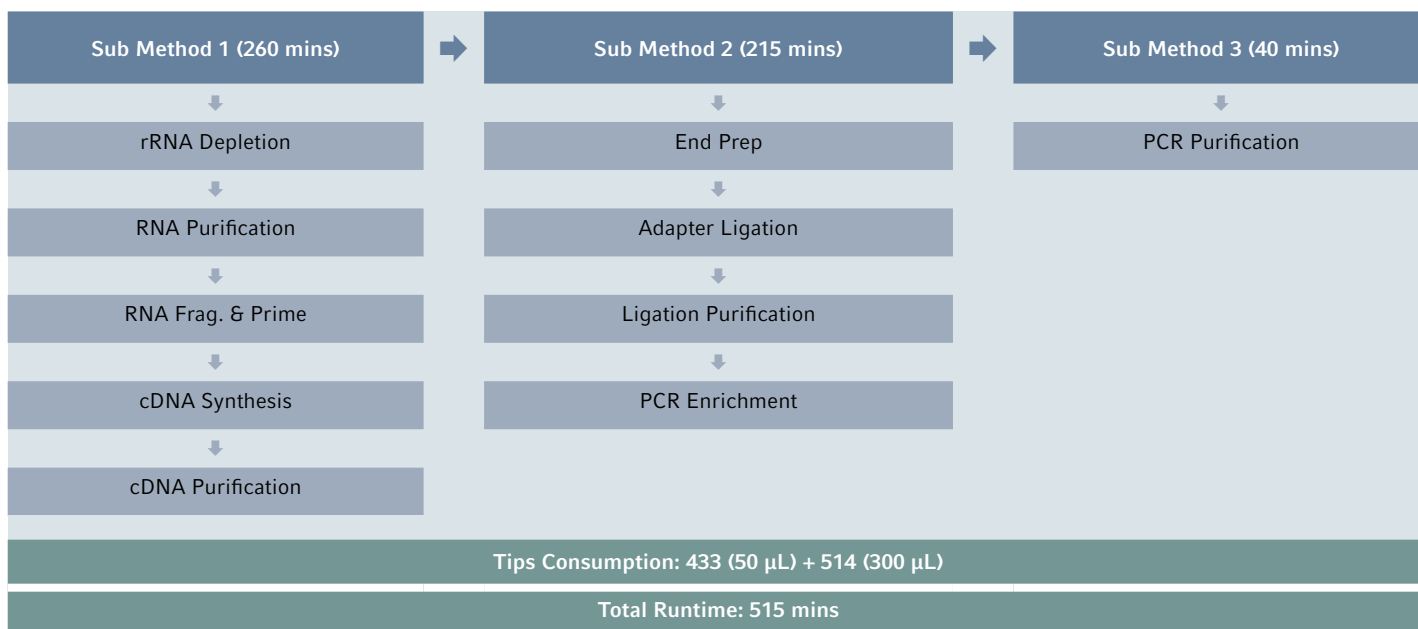 Sub Method 1 (260 mins)
rRNA Depletion
RNA Purification
RNA Frag. & Prime
cDNA Synthesis
cDNA Purification
Sub Method 2 (215 mins)
End Prep
Adapter Ligation
Ligation Purification
PCR Enrichment
Sub Method 3 (40 mins)
PCR Purification
Tips Consumption: 433 (50 µL) + 514 (300 µL)
Total Runtime: 515 mins